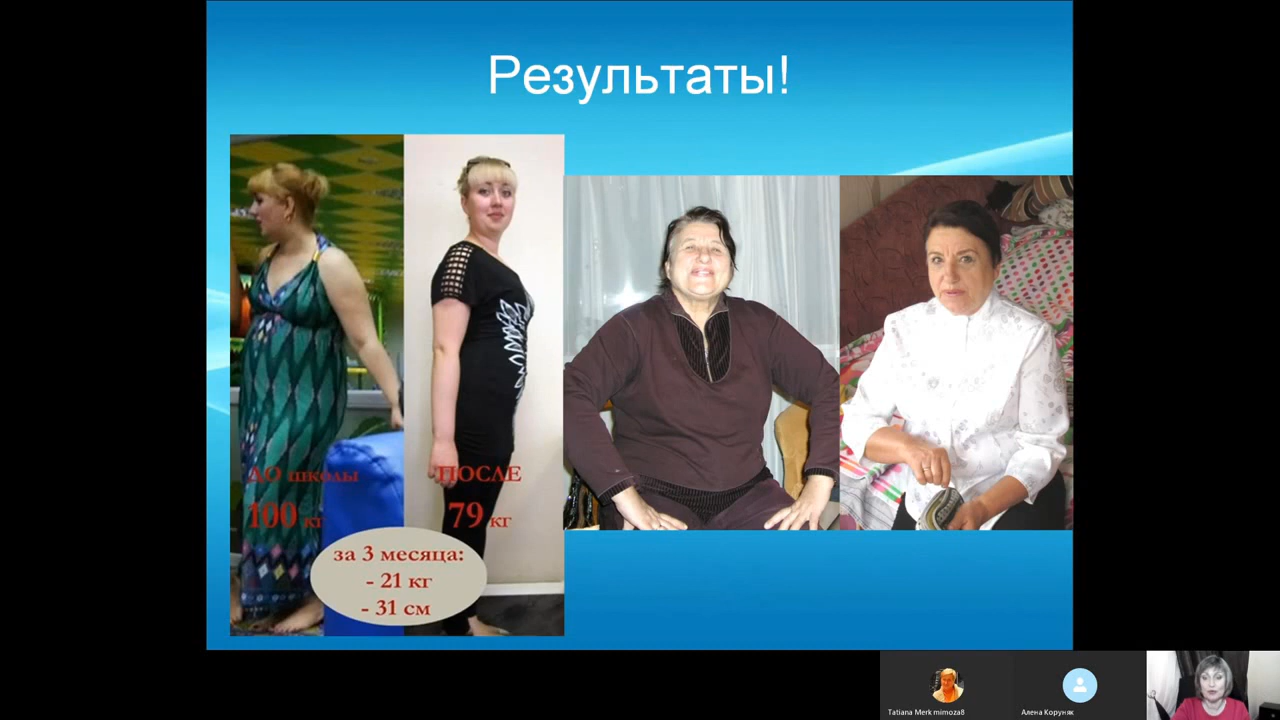 Результаты!
ДО школы
100 кг
ПОСЛЕ
79 кг
за 3 месяца:
- 21 кг
- 31 см
Tatiana Merk mimoza8
Алена Коруняк